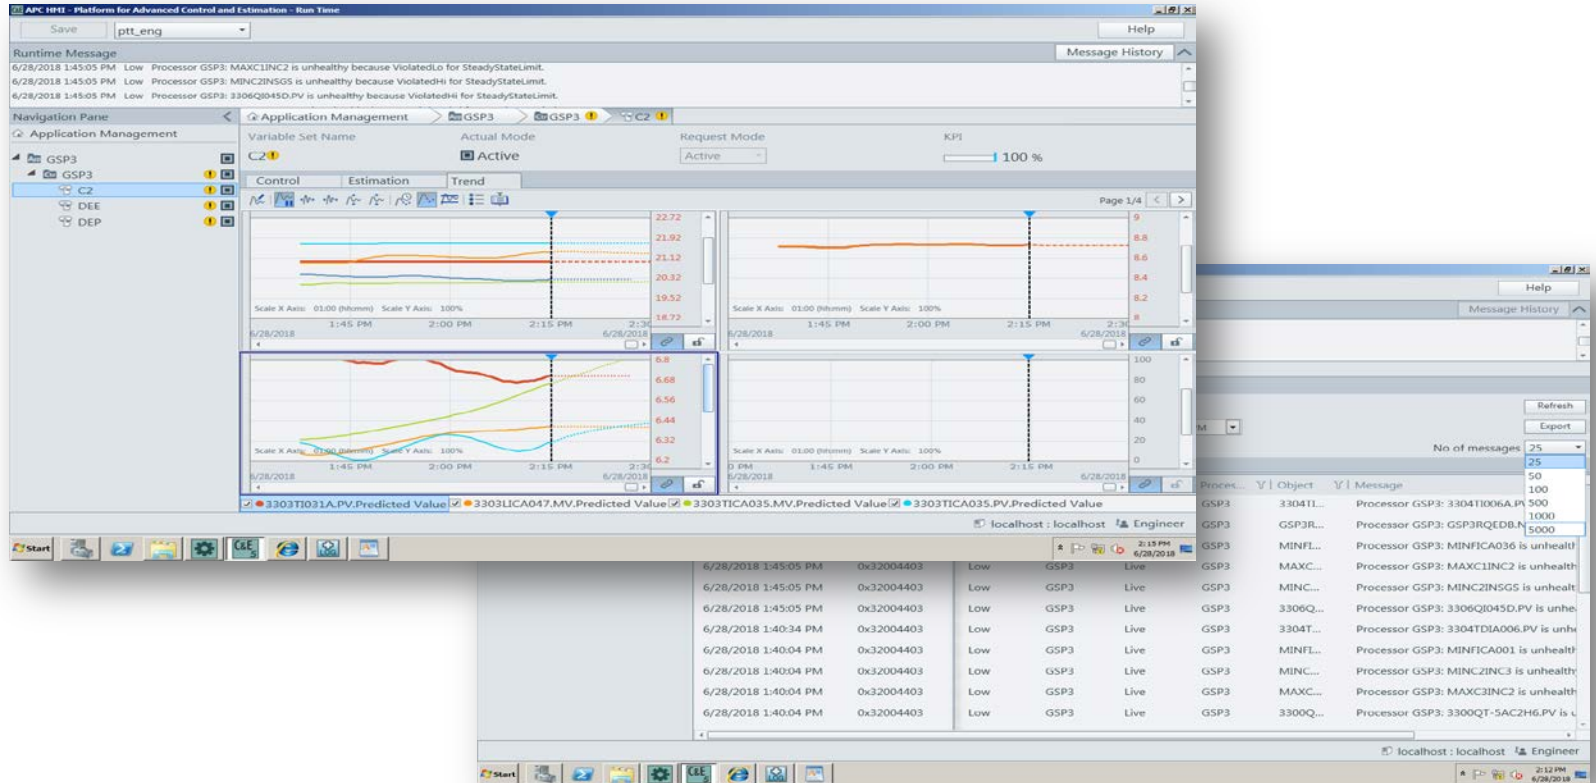 APC HMI - Platform for Advanced Control and Estimation - Run Time
Save ptt_eng Help
Runtime Message Message History
6/28/2018 1:45:05 PM Low Processor GSP3: MAXC1INC2 is unhealthy because ViolatedLo for SteadyStateLimit.
6/28/2018 1:45:05 PM Low Processor GSP3: MINC2INSGS is unhealthy because ViolatedHi for SteadyStateLimit.
6/28/2018 1:45:05 PM Low Processor GSP3: 3306QI045D.PV is unhealthy because ViolatedHi for SteadyStateLimit.
Navigation Pane
Application Management
GSP3
GSP3
C2
DEE
DEP
Application Management GSP3 GSP3 C2
Variable Set Name Actual Mode Request Mode KPI
C2 Active Active 100 %
Control Estimation Trend
Page 1/4
22.72
21.92
21.12
20.32
19.52
18.72
Scale X Axis: 01:00 (hh:mm) Scale Y Axis: 100%
1:45 PM 2:00 PM 2:15 PM 2:30
6/28/2018 6/28/2018
9
8.8
8.6
8.4
8.2
8
Scale X Axis: 01:00 (hh:mm) Scale Y Axis: 100%
1:45 PM 2:00 PM 2:15 PM 2:30
6/28/2018 6/28/2018
6.8
6.68
6.56
6.44
6.32
6.2
Scale X Axis: 01:00 (hh:mm) Scale Y Axis: 100%
1:45 PM 2:00 PM 2:15 PM 2:30
6/28/2018 6/28/2018
100
80
60
40
20
0
Scale X Axis: 01:00 (hh:mm) Scale Y Axis: 100%
0 PM 1:45 PM 2:00 PM 2:15 PM
6/28/2018 6/28/2018
3303TI031A.PV.Predicted Value 3303LICA047.MV.Predicted Value 3303TICA035.MV.Predicted Value 3303TICA035.PV.Predicted Value
localhost : localhost Engineer
Start C&E 5 LOG 2:15 PM
6/28/2018
Help
Message History
Refresh
M Export
No of messages 25
25
50
100
500
1000
5000
Proces... Object Message
GSP3 3304TI... Processor GSP3: 3304TI006A.PV
GSP3 GSP3R... Processor GSP3: GSP3RQEDB.N
GSP3 MINFI... Processor GSP3: MINFICA036 is unhealth
6/28/2018 1:45:05 PM 0x32004403 Low GSP3 Live GSP3 MAXC... Processor GSP3: MAXC1INC2 is unhealth
6/28/2018 1:45:05 PM 0x32004403 Low GSP3 Live GSP3 MINC... Processor GSP3: MINC2INSGS is unhealt
6/28/2018 1:45:05 PM 0x32004403 Low GSP3 Live GSP3 3306Q... Processor GSP3: 3306QI045D.PV is unhe
6/28/2018 1:40:34 PM 0x32004403 Low GSP3 Live GSP3 3304T... Processor GSP3: 3304TDIA006.PV is unh
6/28/2018 1:40:04 PM 0x32004403 Low GSP3 Live GSP3 MINFI... Processor GSP3: MINFICA001 is unhealth
6/28/2018 1:40:04 PM 0x32004403 Low GSP3 Live GSP3 MINC... Processor GSP3: MINC2INC3 is unhealthy
6/28/2018 1:40:04 PM 0x32004403 Low GSP3 Live GSP3 MAXC... Processor GSP3: MAXC3INC2 is unhealth
6/28/2018 1:40:04 PM 0x32004403 Low GSP3 Live GSP3 3300Q... Processor GSP3: 3300QT-5AC2H6.PV is u
localhost : localhost Engineer
Start C&E 5 LOG 2:12 PM
6/28/2018